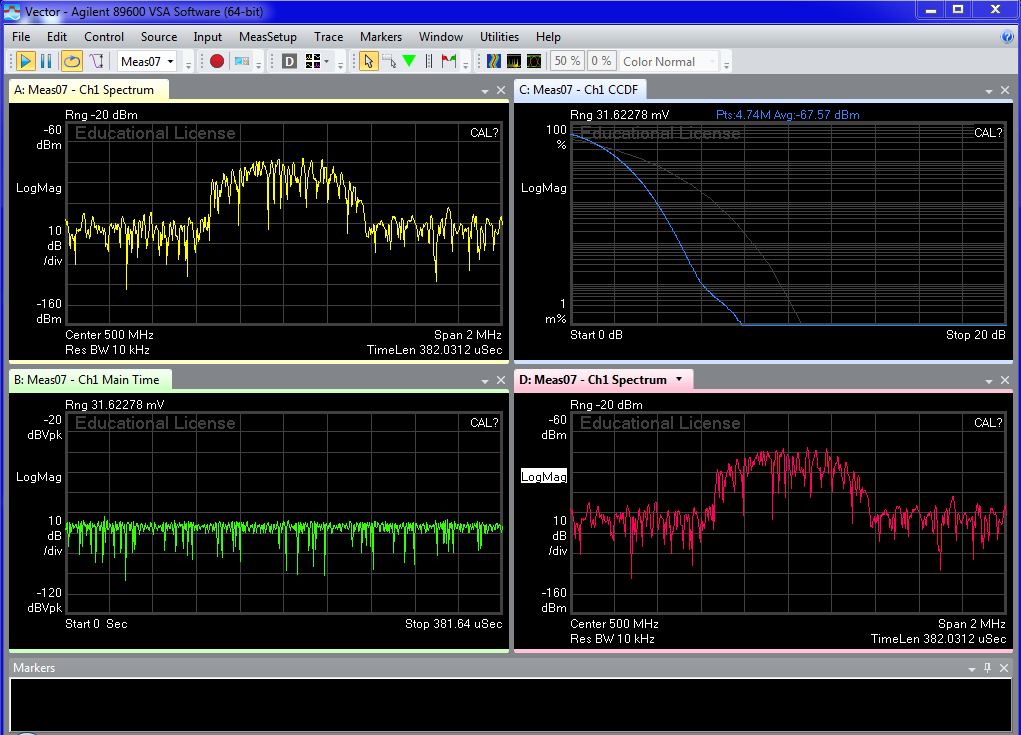 Vector - Agilent 89600 VSA Software (64-bit)
File Edit Control Source Input MeasSetup Trace Markers Window Utilities Help
Meas07 D 50 % 0 % Color Normal
A: Meas07 - Ch1 Spectrum
Rng -20 dBm
-60
dBm
Educational License
CAL?
LogMag
10
dB
/div
-160
dBm
Center 500 MHz Span 2 MHz
Res BW 10 kHz TimeLen 382.0312 uSec
C: Meas07 - Ch1 CCDF
Rng 31.62278 mV Pts:4.74M Avg:-67.57 dBm
100
%
Educational License
CAL?
LogMag
1
m%
Start 0 dB Stop 20 dB
B: Meas07 - Ch1 Main Time
Rng 31.62278 mV
-20
dBVpk
Educational License
CAL?
LogMag
10
dB
/div
-120
dBVpk
Start 0 Sec Stop 381.64 uSec
D: Meas07 - Ch1 Spectrum
Rng -20 dBm
-60
dBm
Educational License
CAL?
LogMag
10
dB
/div
-160
dBm
Center 500 MHz Span 2 MHz
Res BW 10 kHz TimeLen 382.0312 uSec
Markers